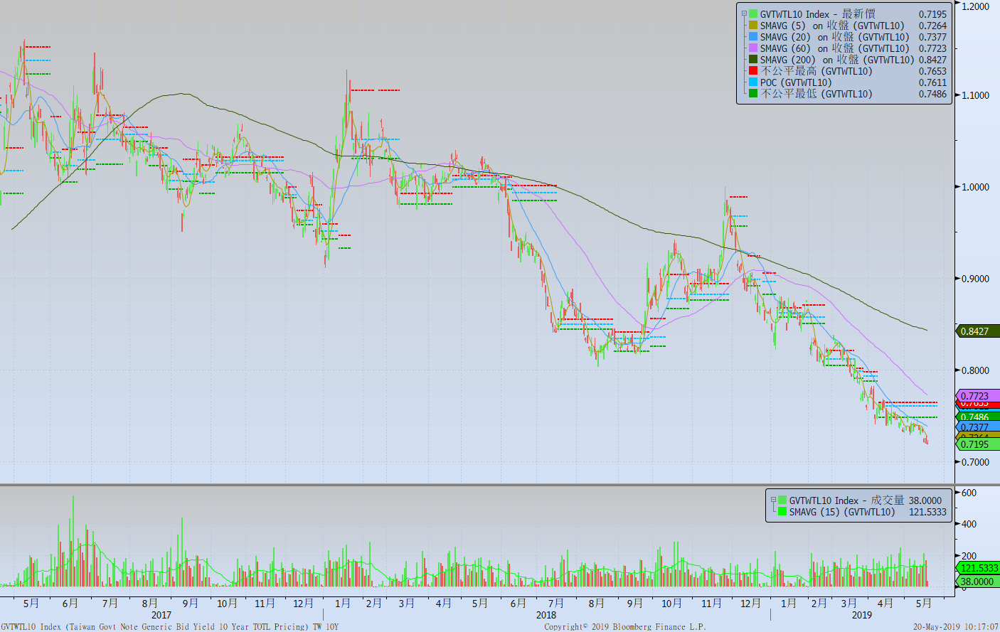 GVTWTL10 Index - 最新價 0.7195
SMAVG (5) on 收盤 (GVTWTL10) 0.7264
SMAVG (20) on 收盤 (GVTWTL10) 0.7377
SMAVG (60) on 收盤 (GVTWTL10) 0.7723
SMAVG (200) on 收盤 (GVTWTL10) 0.8427
不公平最高 (GVTWTL10) 0.7653
POC (GVTWTL10) 0.7611
不公平最低 (GVTWTL10) 0.7486
1.2000
1.1000
1.0000
0.9000
0.8427
0.8000
0.7723
0.7653
0.7486
0.7377
0.7264
0.7195
0.7000
GVTWTL10 Index - 成交量 38.0000
SMAVG (15) (GVTWTL10) 121.5333
600
400
200
121.5333
38.0000
0
5月 6月 7月 8月 9月 10月 11月 12月 1月 2月 3月 4月 5月 6月 7月 8月 9月 10月 11月 12月 1月 2月 3月 4月 5月
2017 2018 2019
GVTWTL10 Index (Taiwan Govt Note Generic Bid Yield 10 Year TOTL Pricing) TW 10Y Copyright© 2019 Bloomberg Finance L.P. 20-May-2019 10:17:07